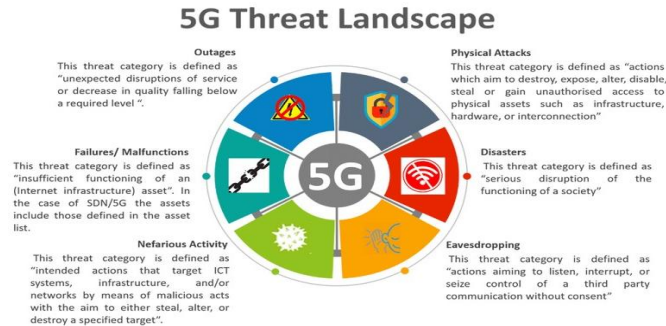 5G Threat Landscape
Outages
This threat category is defined as
“unexpected disruptions of service
or decrease in quality falling below
a required level “.
Physical Attacks
This threat category is defined as “actions
which aim to destroy, expose, alter, disable,
steal or gain unauthorised access to
physical assets such as infrastructure,
hardware, or interconnection”
Failures/ Malfunctions
This threat category is defined as
“insufficient functioning of an
(Internet infrastructure) asset”. In
the case of SDN/5G the assets
include those defined in the asset
list.
5G
Disasters
This threat category is defined as
“serious disruption of the
functioning of a society”
Nefarious Activity
This threat category is defined as
“intended actions that target ICT
systems, infrastructure, and/or
networks by means of malicious acts
with the aim to either steal, alter, or
destroy a specified target”.
Eavesdropping
This threat category is defined as
“actions aiming to listen, interrupt, or
seize control of a third party
communication without consent”